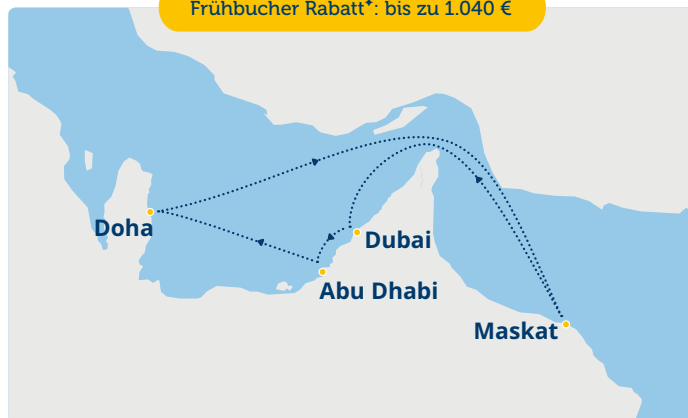 Frühbucher Rabatt✦: bis zu 1.040 €
Doha
Dubai
Abu Dhabi
Maskat